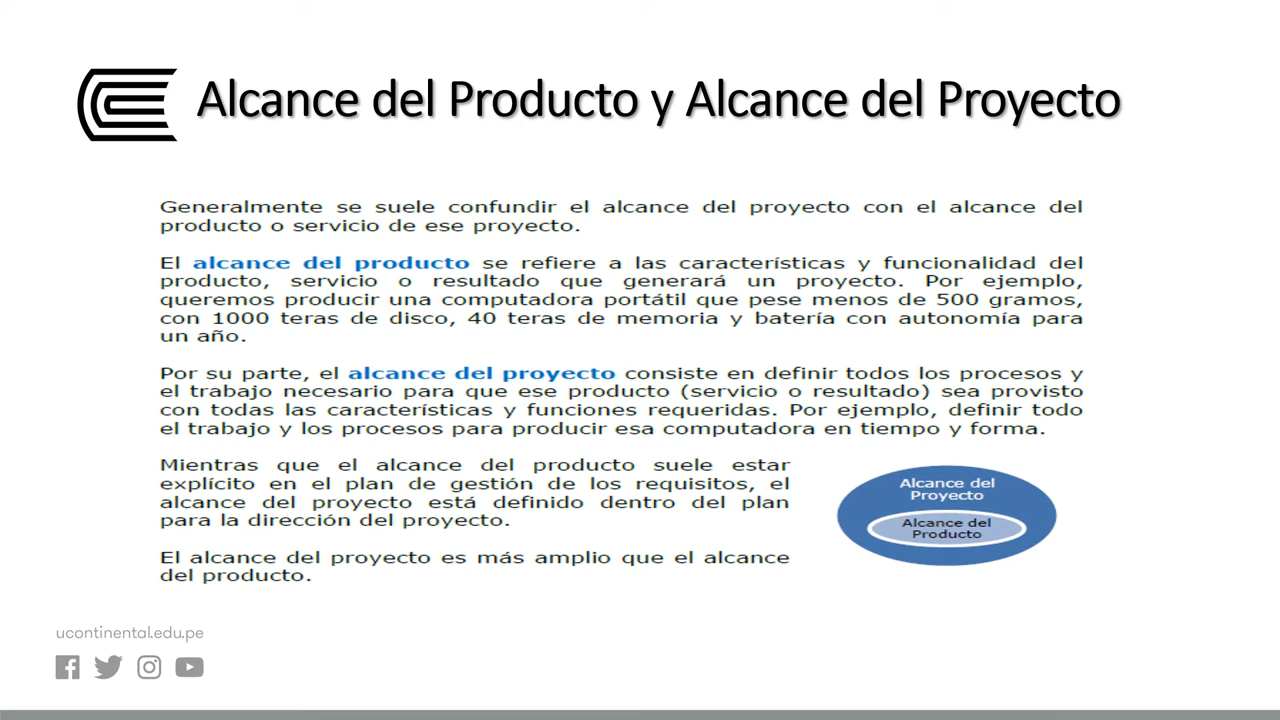 Alcance del Producto y Alcance del Proyecto
Generalmente se suele confundir el alcance del proyecto con el alcance del
producto o servicio de ese proyecto.
El alcance del producto se refiere a las características y funcionalidad del
producto, servicio o resultado que generará un proyecto. Por ejemplo,
queremos producir una computadora portátil que pese menos de 500 gramos,
con 1000 teras de disco, 40 teras de memoria y batería con autonomía para
un año.
Por su parte, el alcance del proyecto consiste en definir todos los procesos y
el trabajo necesario para que ese producto (servicio o resultado) sea provisto
con todas las características y funciones requeridas. Por ejemplo, definir todo
el trabajo y los procesos para producir esa computadora en tiempo y forma.
Mientras que el alcance del producto suele estar
explícito en el plan de gestión de los requisitos, el
alcance del proyecto está definido dentro del plan
para la dirección del proyecto.
El alcance del proyecto es más amplio que el alcance
del producto.
Alcance del
Proyecto
Alcance del
Producto
ucontinental.edu.pe